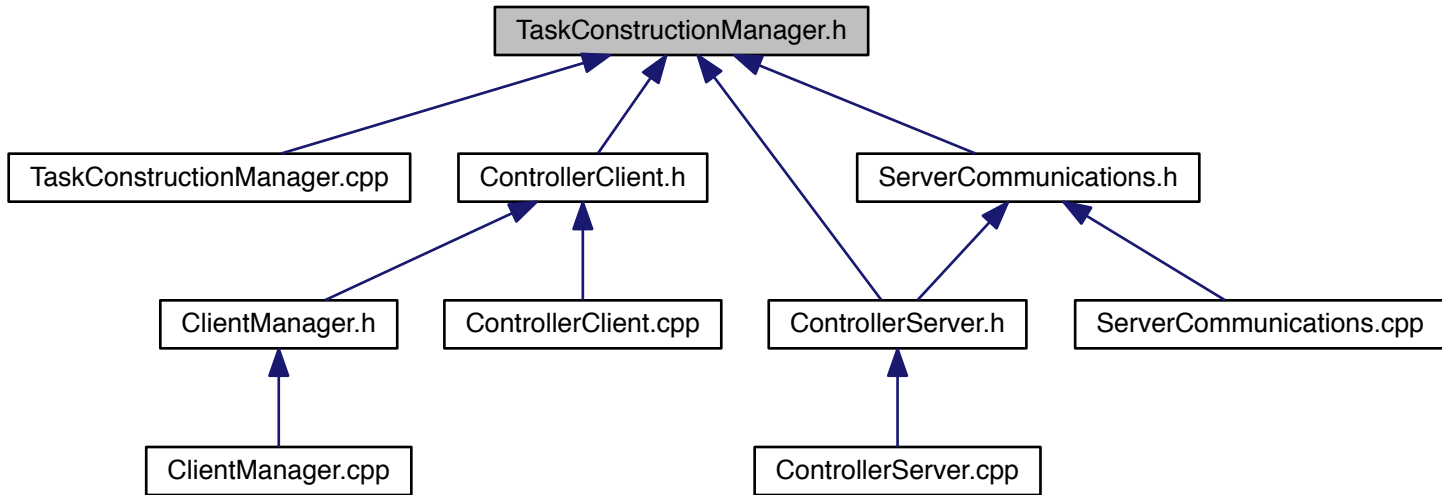 TaskConstructionManager.h
TaskConstructionManager.cpp
ControllerClient.h
ServerCommunications.h
ClientManager.h
ControllerClient.cpp
ControllerServer.h
ServerCommunications.cpp
ClientManager.cpp
ControllerServer.cpp